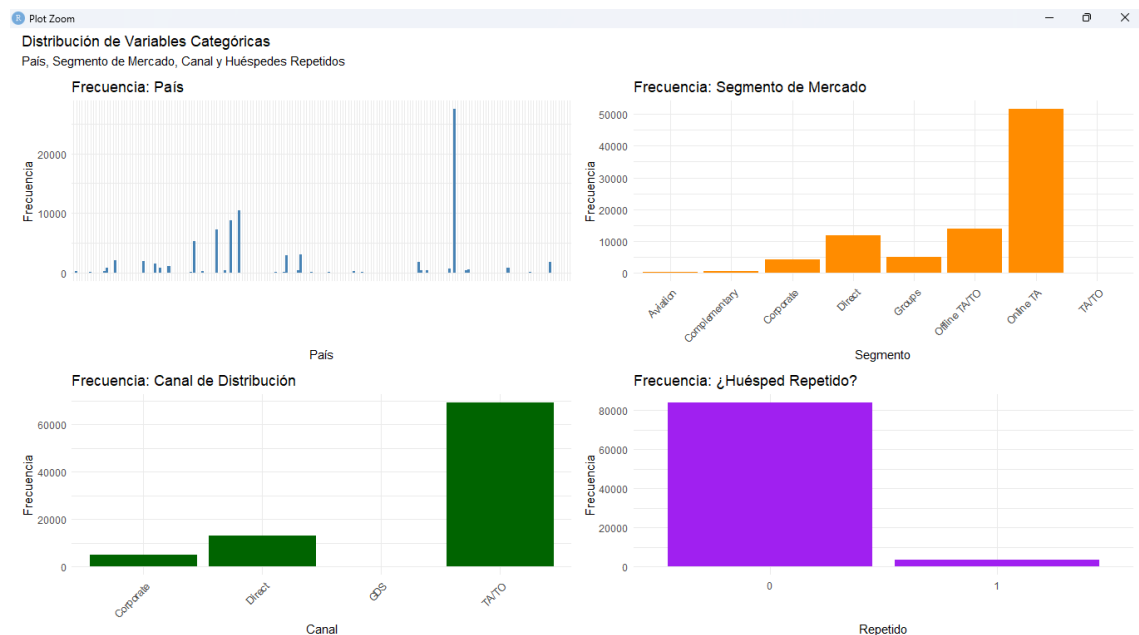 Plot Zoom
Distribución de Variables Categóricas
País, Segmento de Mercado, Canal y Huéspedes Repetidos
Frecuencia: País
Frecuencia
20000
10000
0
País
Frecuencia: Segmento de Mercado
Frecuencia
50000
40000
30000
20000
10000
0
Aviation
Complementary
Corporate
Direct
Groups
Offline TA/TO
Online TA
TA/TO
Segmento
Frecuencia: Canal de Distribución
Frecuencia
60000
40000
20000
0
Corporate
Direct
GDS
TA/TO
Canal
Frecuencia: ¿Huésped Repetido?
Frecuencia
80000
60000
40000
20000
0
0
1
Repetido